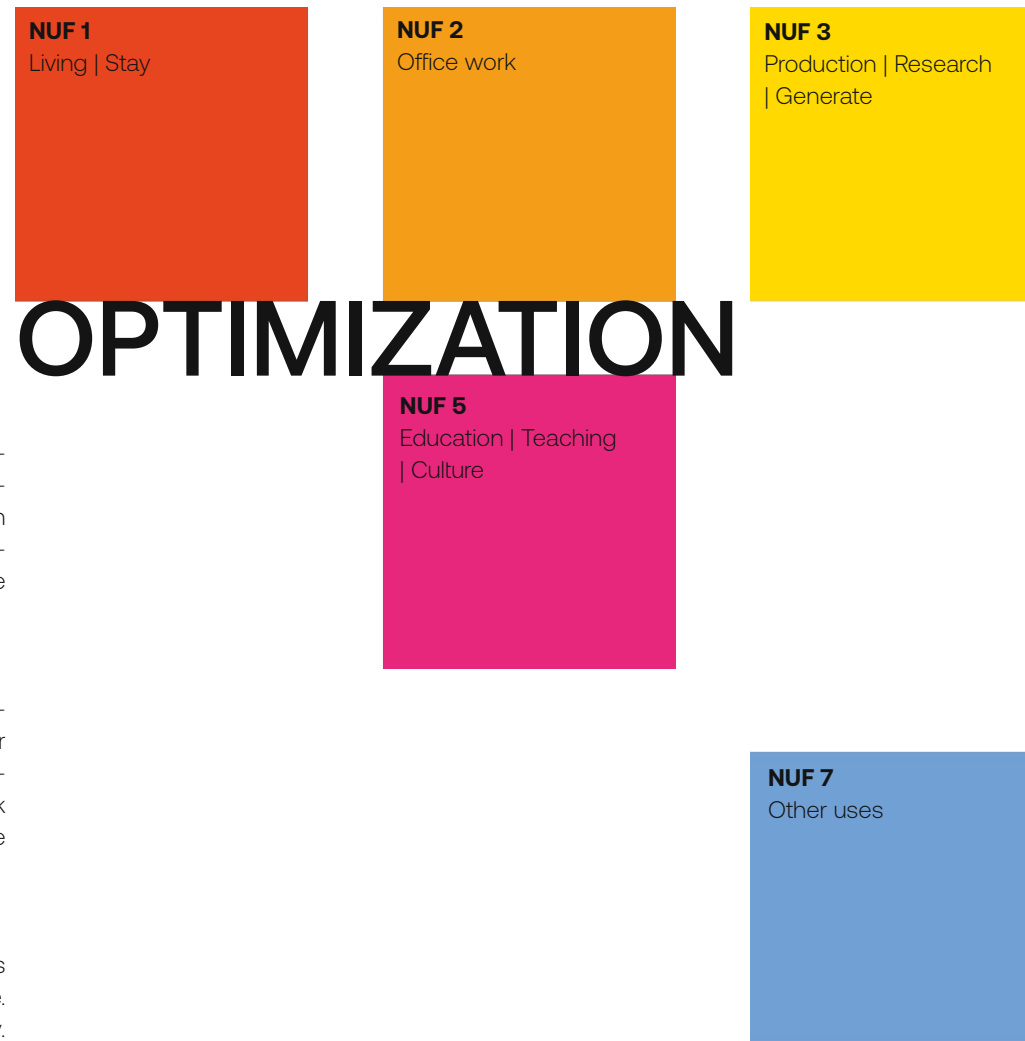 NUF 1
Living | Stay
NUF 2
Office work
NUF 3
Production | Research
| Generate
OPTIMIZATION
NUF 5
Education | Teaching
| Culture
NUF 7
Other uses